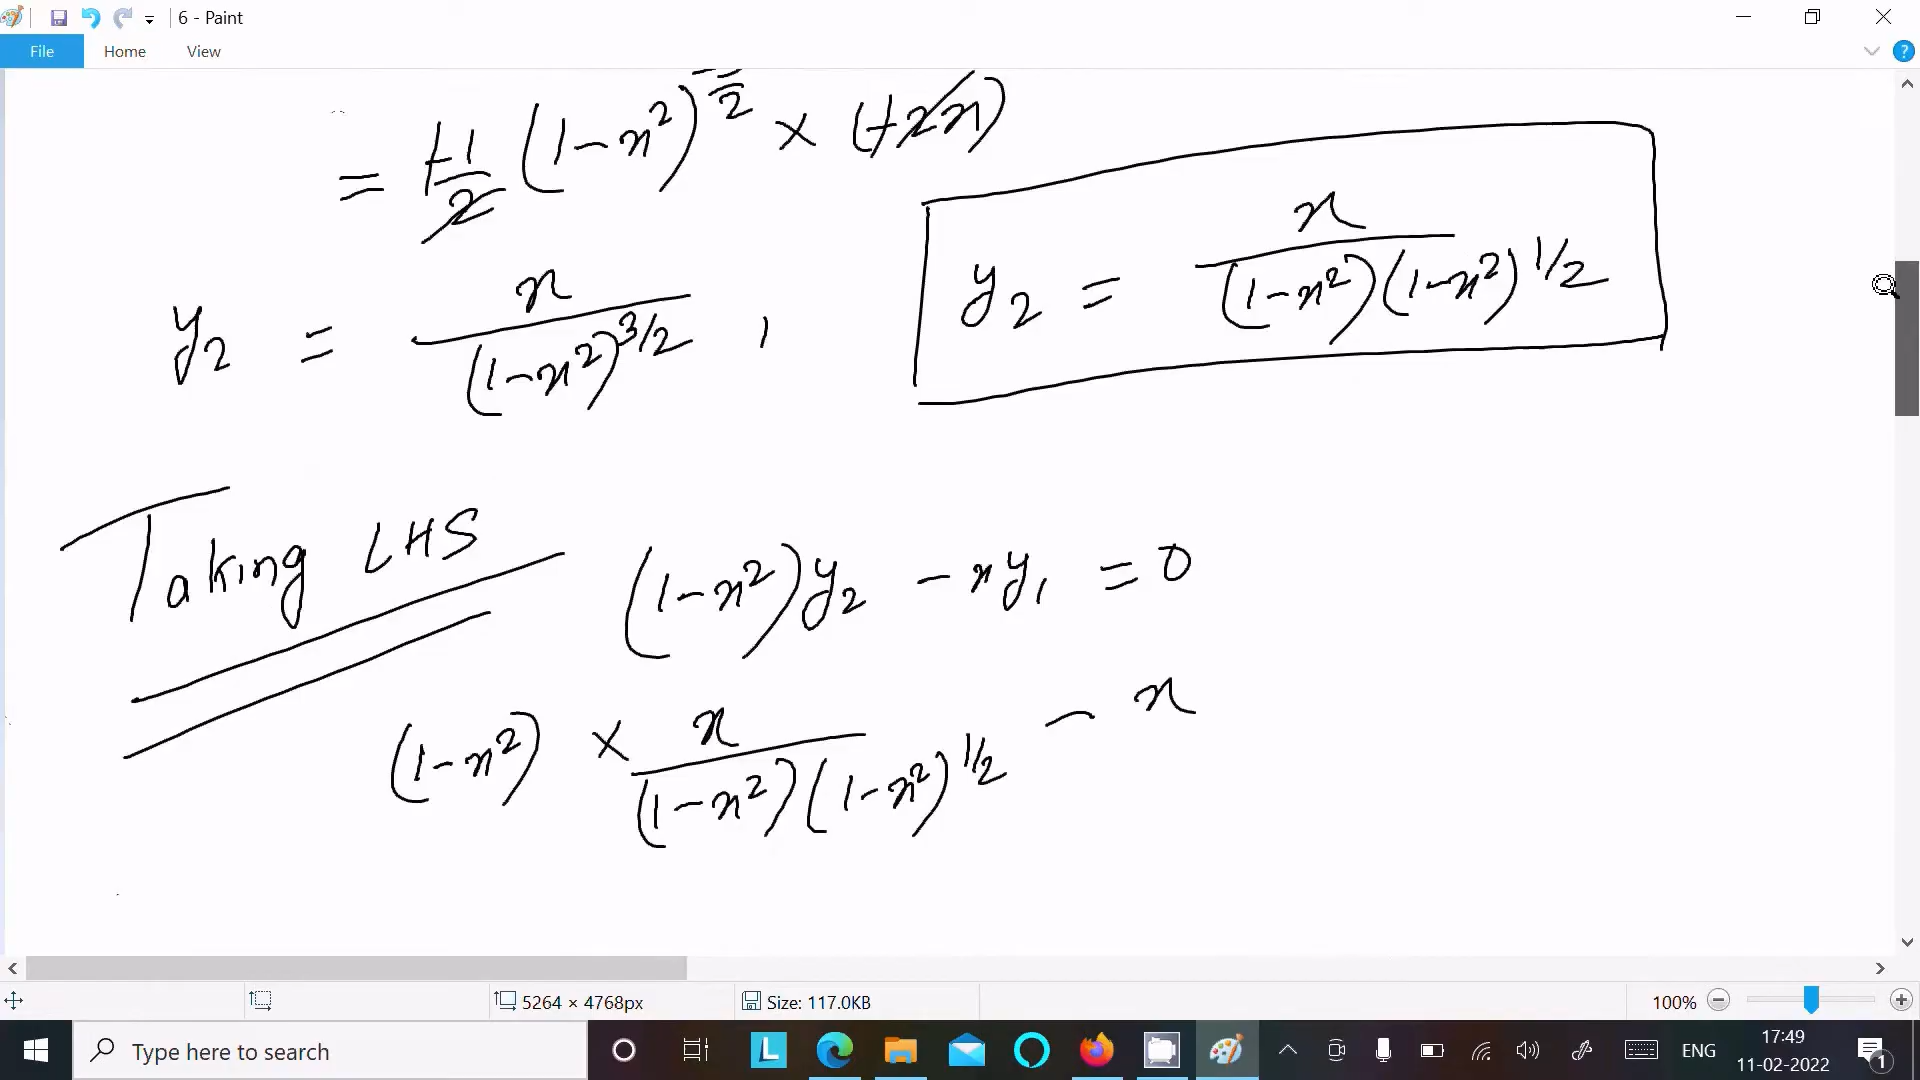 6 - Paint
File Home View
= -1/2 (1-x²) /2 × (-2x)
y₂ = x/(1-x²)^3/2 ,
y₂ = x/(1-x²)(1-x²)^1/2
Taking LHS
(1-x²)y₂ - xy₁ = 0
(1-x²) × x/(1-x²)(1-x²)^1/2 - x
5264 × 4768px Size: 117.0KB 100%
Type here to search
L
ENG
17:49
11-02-2022
1